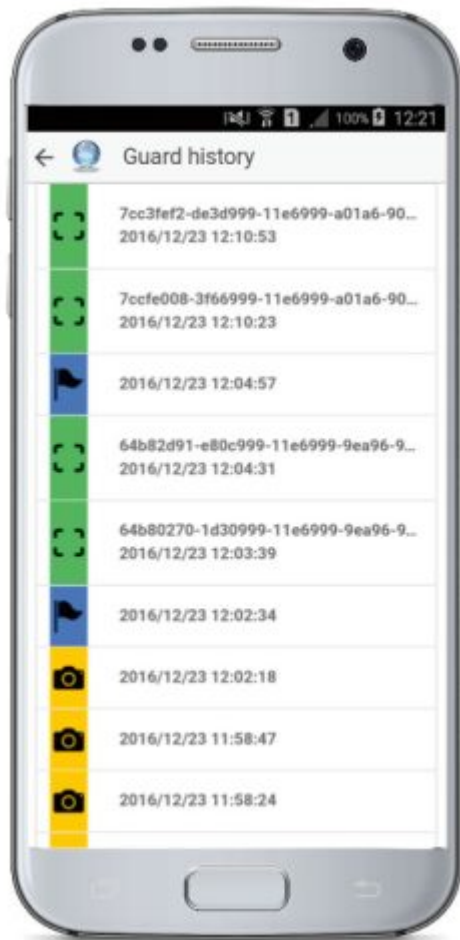 1 100% 12:21
Guard history
7cc3fef2-de3d999-11e6999-a01a6-90...
2016/12/23 12:10:53
7ccfe008-3f66999-11e6999-a01a6-90...
2016/12/23 12:10:23
2016/12/23 12:04:57
64b82d91-e80c999-11e6999-9ea96-9...
2016/12/23 12:04:31
64b80270-1d30999-11e6999-9ea96-9...
2016/12/23 12:03:39
2016/12/23 12:02:34
2016/12/23 12:02:18
2016/12/23 11:58:47
2016/12/23 11:58:24